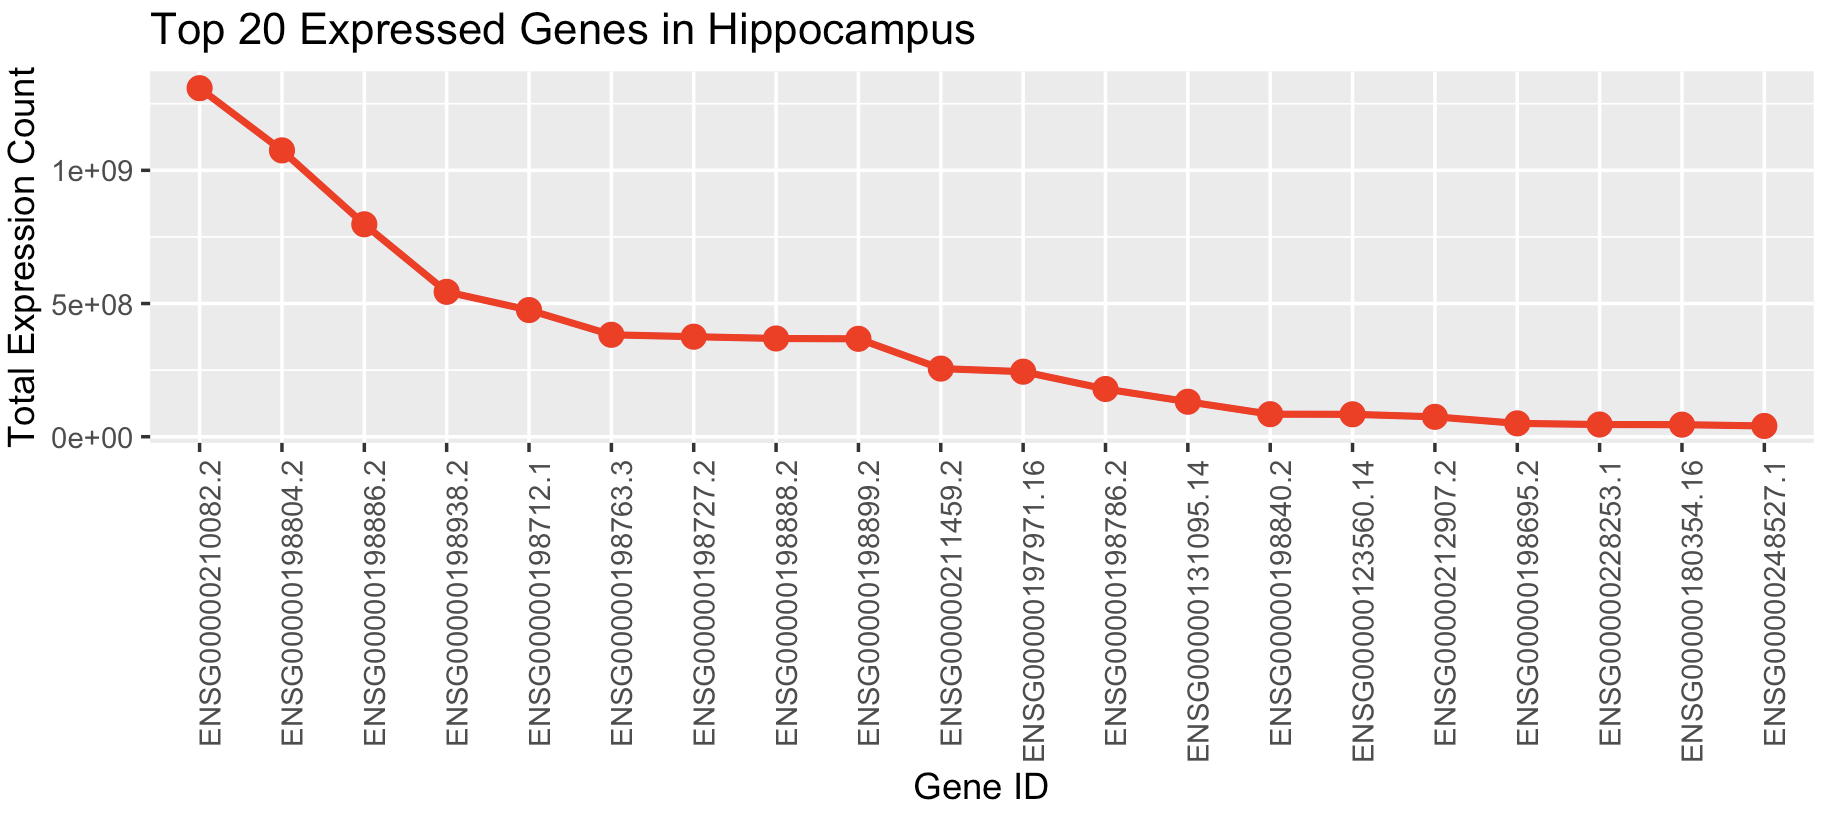 Top 20 Expressed Genes in Hippocampus
Total Expression Count
1e+09
5e+08
0e+00
ENSG00000210082.2
ENSG00000198804.2
ENSG00000198886.2
ENSG00000198938.2
ENSG00000198712.1
ENSG00000198763.3
ENSG00000198727.2
ENSG00000198888.2
ENSG00000198899.2
ENSG00000211459.2
ENSG00000197971.16
ENSG00000198786.2
ENSG00000131095.14
ENSG00000198840.2
ENSG00000123560.14
ENSG00000212907.2
ENSG00000198695.2
ENSG00000228253.1
ENSG00000180354.16
ENSG00000248527.1
Gene ID